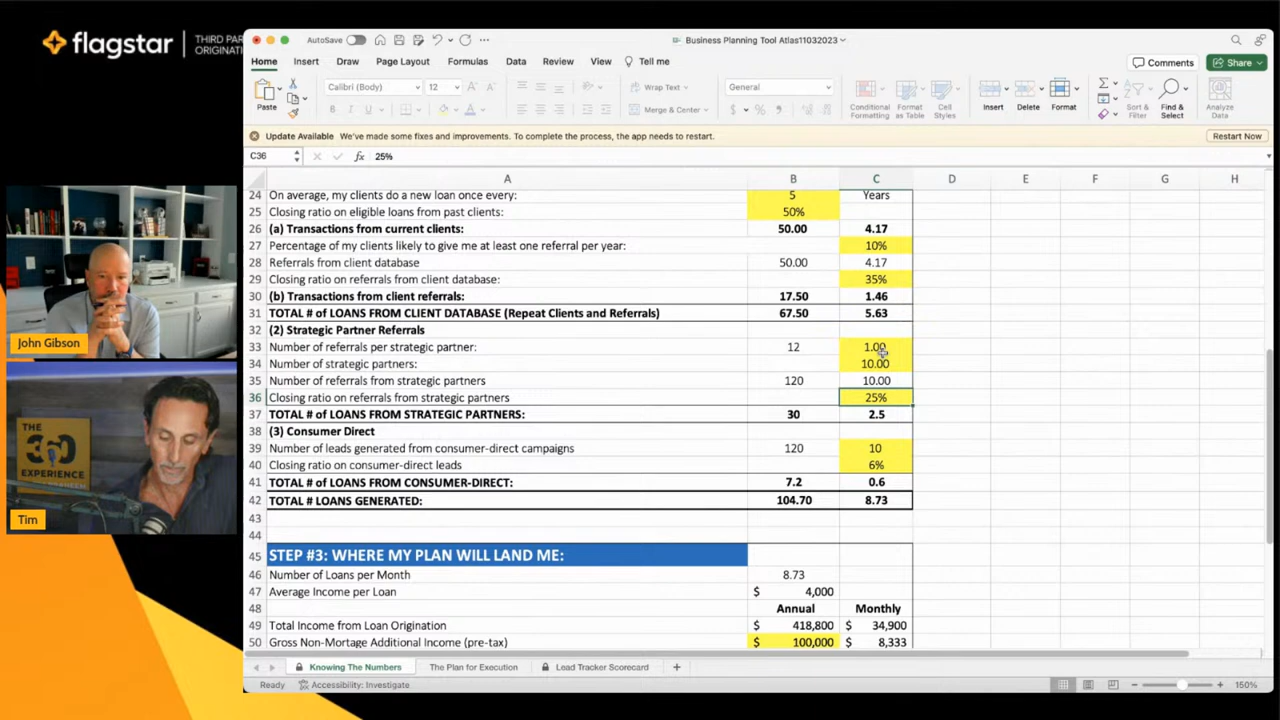 flagstar
THIRD PAR
ORIGINATI
AutoSave
Business Planning Tool Atlas11032023
Home Insert Draw Page Layout Formulas Data Review View Tell me Comments Share
Paste
Calibri (Body) 12
Wrap Text
General
B I U
Merge & Center
$ %
Conditional Formatting
Format as Table
Cell Styles
Insert Delete Format
Sort & Filter
Find & Select
Analyze Data
Update Available We've made some fixes and improvements. To complete the process, the app needs to restart. Restart Now
C36 fx 25%
A B C D E F G H
24 On average, my clients do a new loan once every: 5 Years
25 Closing ratio on eligible loans from past clients: 50%
26 (a) Transactions from current clients: 50.00 4.17
27 Percentage of my clients likely to give me at least one referral per year: 10%
28 Referrals from client database 50.00 4.17
29 Closing ratio on referrals from client database: 35%
30 (b) Transactions from client referrals: 17.50 1.46
31 TOTAL # of LOANS FROM CLIENT DATABASE (Repeat Clients and Referrals) 67.50 5.63
32 (2) Strategic Partner Referrals
33 Number of referrals per strategic partner: 12 1.00
34 Number of strategic partners: 10.00
35 Number of referrals from strategic partners 120 10.00
36 Closing ratio on referrals from strategic partners 25%
37 TOTAL # of LOANS FROM STRATEGIC PARTNERS: 30 2.5
38 (3) Consumer Direct
39 Number of leads generated from consumer-direct campaigns 120 10
40 Closing ratio on consumer-direct leads 6%
41 TOTAL # of LOANS FROM CONSUMER-DIRECT: 7.2 0.6
42 TOTAL # LOANS GENERATED: 104.70 8.73
43
44
45 STEP #3: WHERE MY PLAN WILL LAND ME:
46 Number of Loans per Month 8.73
47 Average Income per Loan $ 4,000
48 Annual Monthly
49 Total Income from Loan Origination $ 418,800 $ 34,900
50 Gross Non-Mortage Additional Income (pre-tax) $ 100,000 $ 8,333
Knowing The Numbers The Plan for Execution Lead Tracker Scorecard +
Ready Accessibility: Investigate 150%
John Gibson
THE
360
EXPERIENCE
Tim